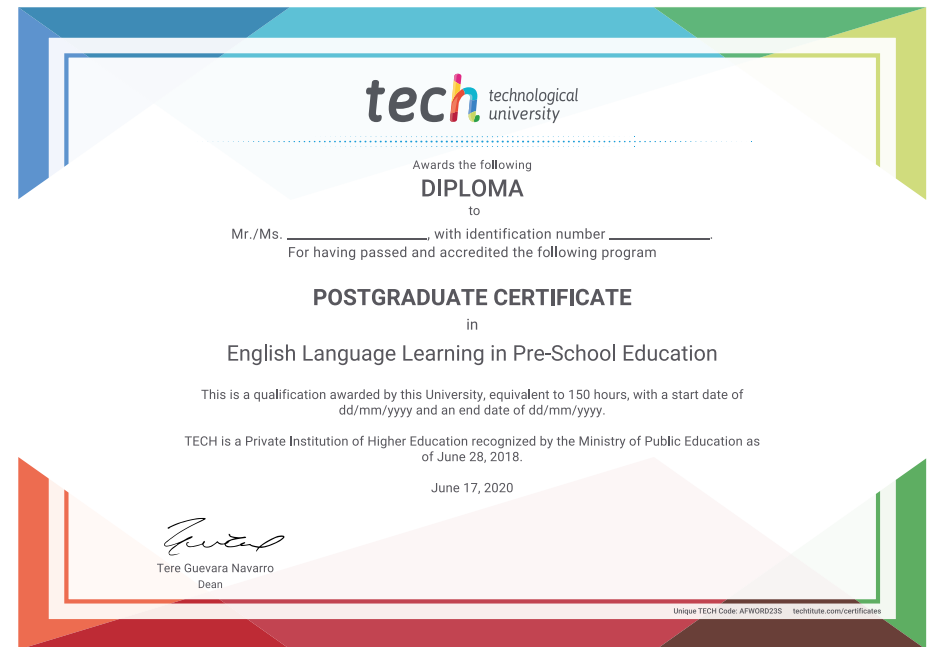 tech technological
university
Awards the following
DIPLOMA
to
Mr./Ms. ____________________, with identification number ______________.
For having passed and accredited the following program
POSTGRADUATE CERTIFICATE
in
English Language Learning in Pre-School Education
This is a qualification awarded by this University, equivalent to 150 hours, with a start date of
dd/mm/yyyy and an end date of dd/mm/yyyy.
TECH is a Private Institution of Higher Education recognized by the Ministry of Public Education as
of June 28, 2018.
June 17, 2020
Tere Guevara Navarro
Dean
Unique TECH Code: AFWORD23S techtitute.com/certificates